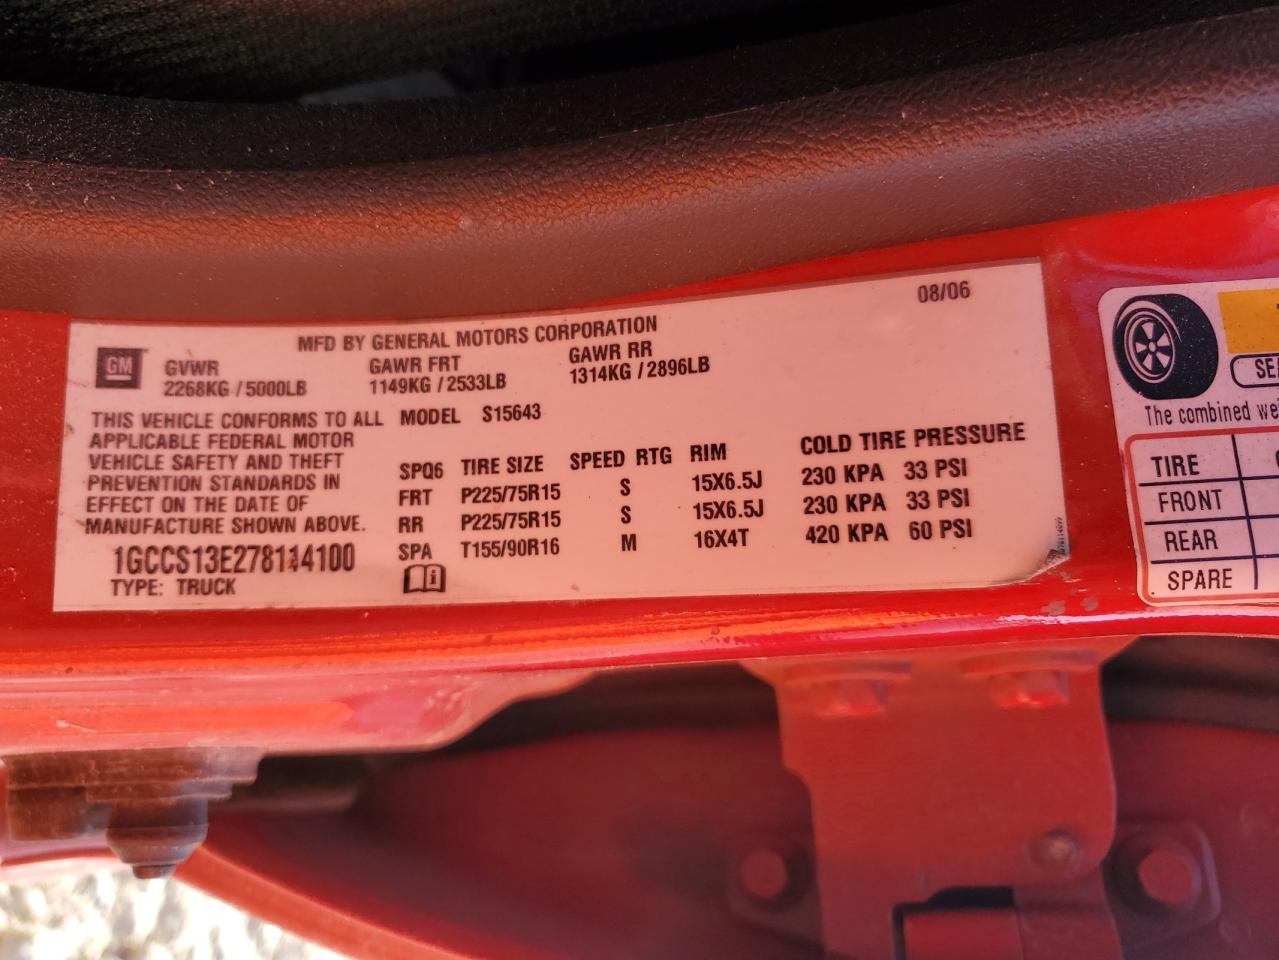 08/06
MFD BY GENERAL MOTORS CORPORATION
GM GVWR GAWR FRT GAWR RR
2268KG / 5000LB 1149KG / 2533LB 1314KG / 2896LB
THIS VEHICLE CONFORMS TO ALL
APPLICABLE FEDERAL MOTOR
VEHICLE SAFETY AND THEFT
PREVENTION STANDARDS IN
EFFECT ON THE DATE OF
MANUFACTURE SHOWN ABOVE.
1GCCS13E278114100
TYPE: TRUCK
MODEL S15643
SPQ6 TIRE SIZE SPEED RTG RIM COLD TIRE PRESSURE
FRT P225/75R15 S 15X6.5J 230 KPA 33 PSI
RR P225/75R15 S 15X6.5J 230 KPA 33 PSI
SPA T155/90R16 M 16X4T 420 KPA 60 PSI
SEA
The combined we
TIRE
FRONT
REAR
SPARE